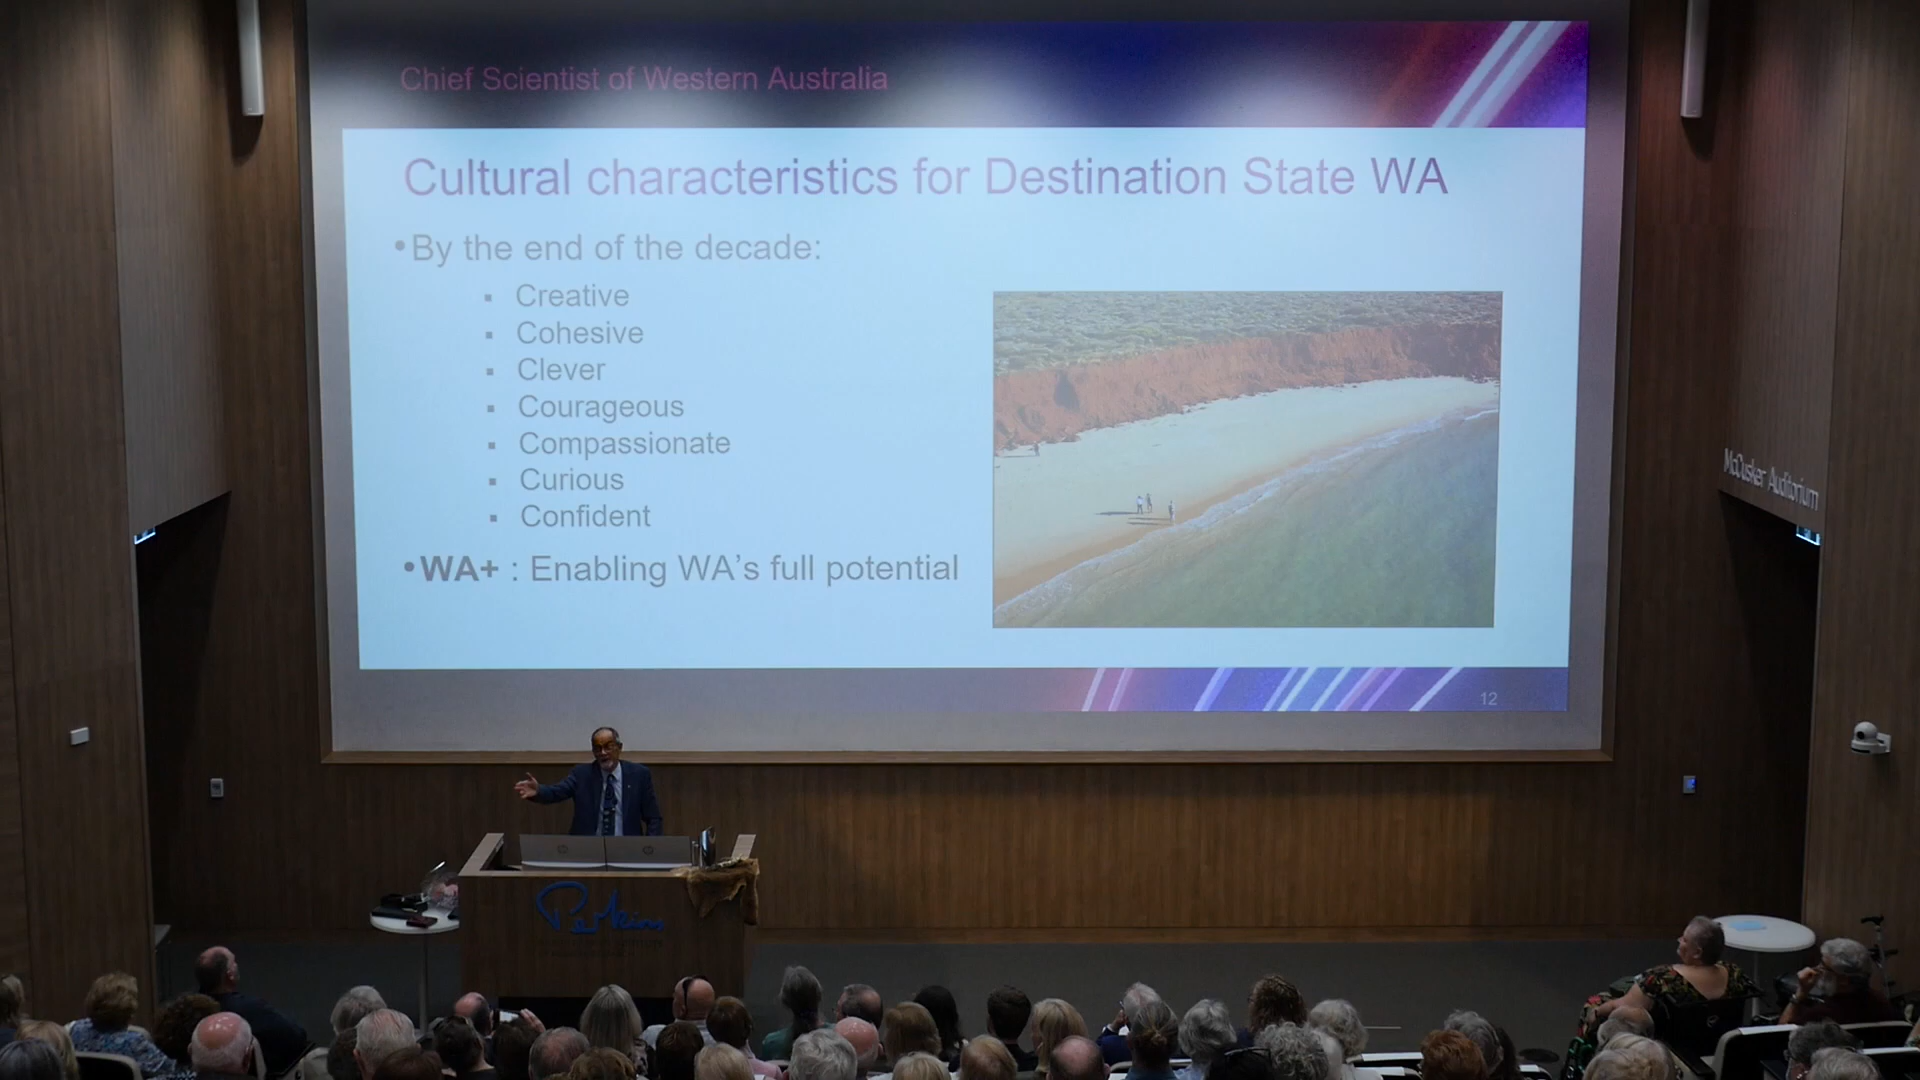 Chief Scientist of Western Australia
Cultural characteristics for Destination State WA
• By the end of the decade:
▪ Creative
▪ Cohesive
▪ Clever
▪ Courageous
▪ Compassionate
▪ Curious
▪ Confident
• WA+ : Enabling WA's full potential
12
McCusker Auditorium
Perkins